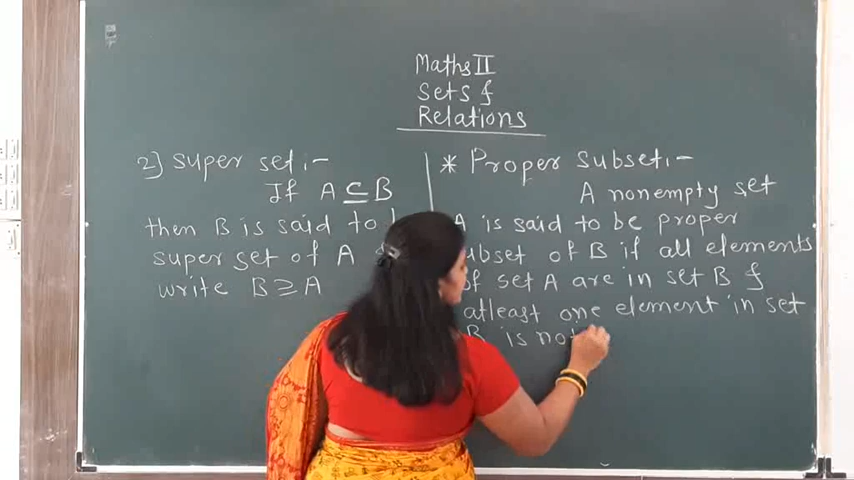 Maths II
Sets &
Relations
2] Super set :-
If A ⊆ B
then B is said to
super set of A
write B ⊇ A
* Proper Subset :-
A nonempty set
A is said to be proper
subset of B if all elements
of set A are in set B &
atleast one element in set
B is not